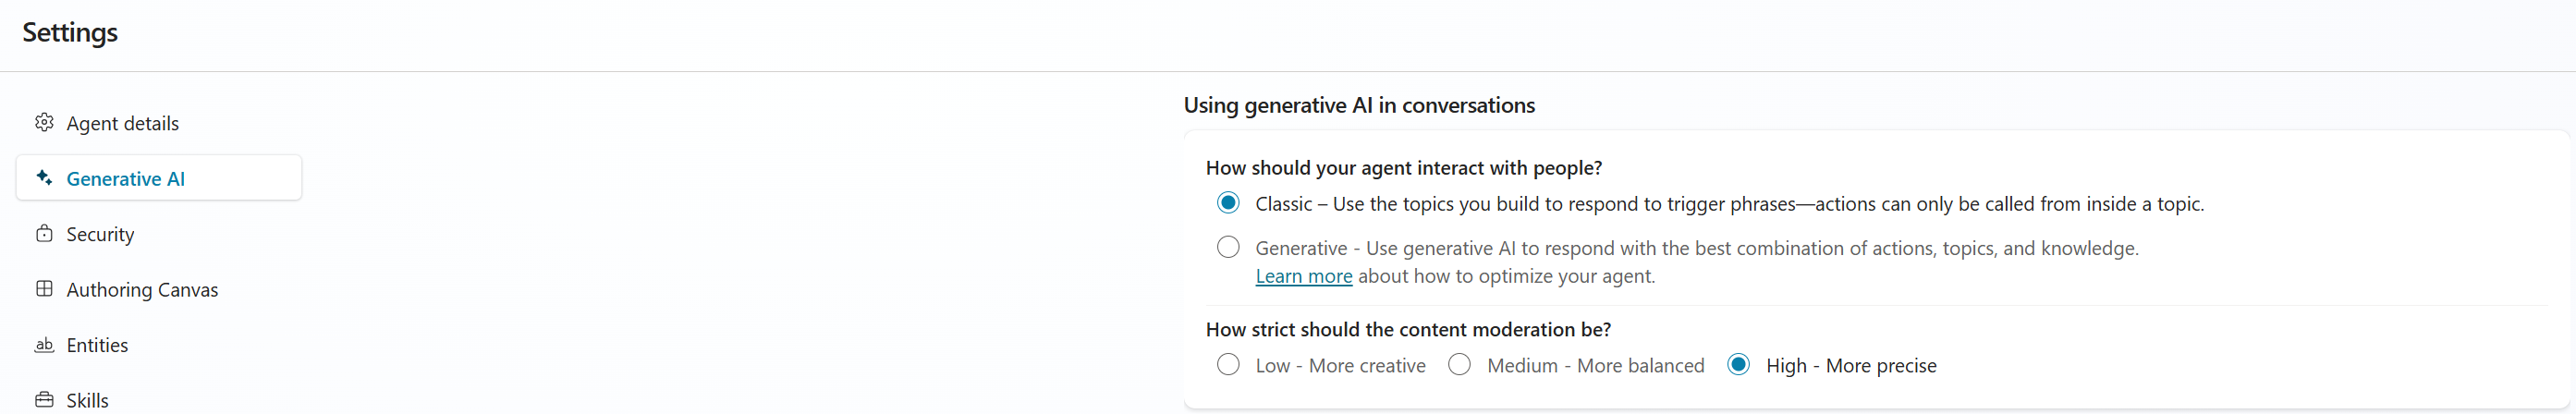 Settings
Agent details
Generative AI
Security
Authoring Canvas
Entities
Skills
Using generative AI in conversations
How should your agent interact with people?
Classic – Use the topics you build to respond to trigger phrases—actions can only be called from inside a topic.
Generative - Use generative AI to respond with the best combination of actions, topics, and knowledge.
Learn more about how to optimize your agent.
How strict should the content moderation be?
Low - More creative Medium - More balanced High - More precise